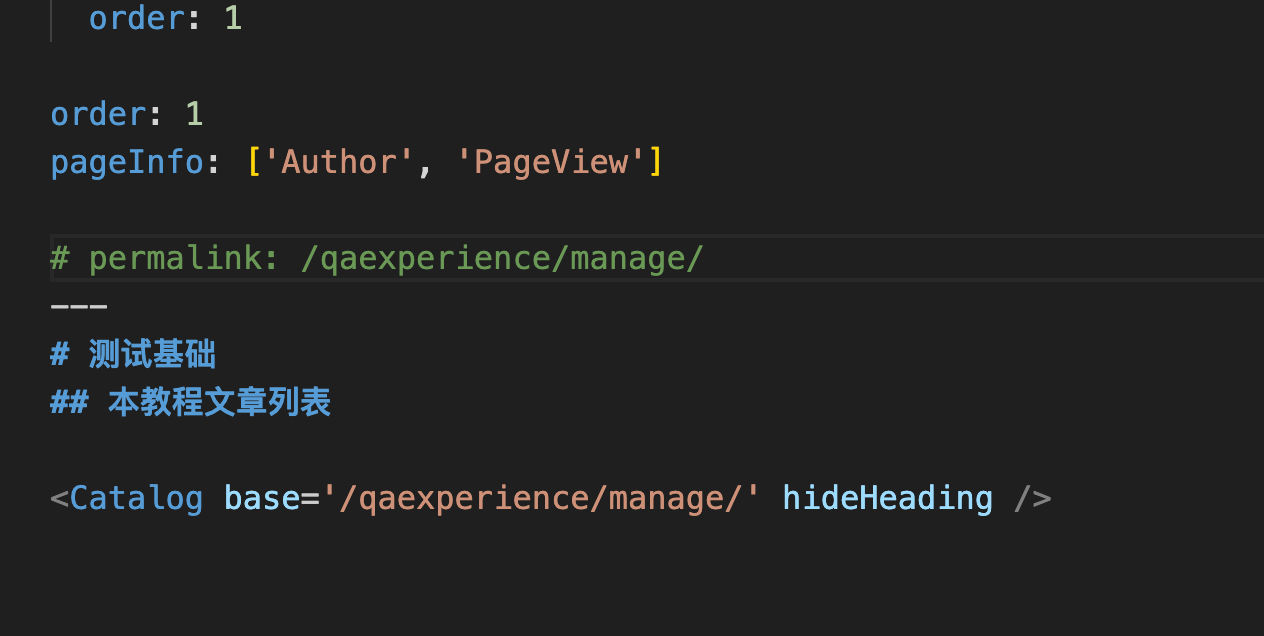 order: 1
order: 1
pageInfo: ['Author', 'PageView']
# permalink: /qaexperience/manage/
---
# 测试基础
## 本教程文章列表
<Catalog base='/qaexperience/manage/' hideHeading />